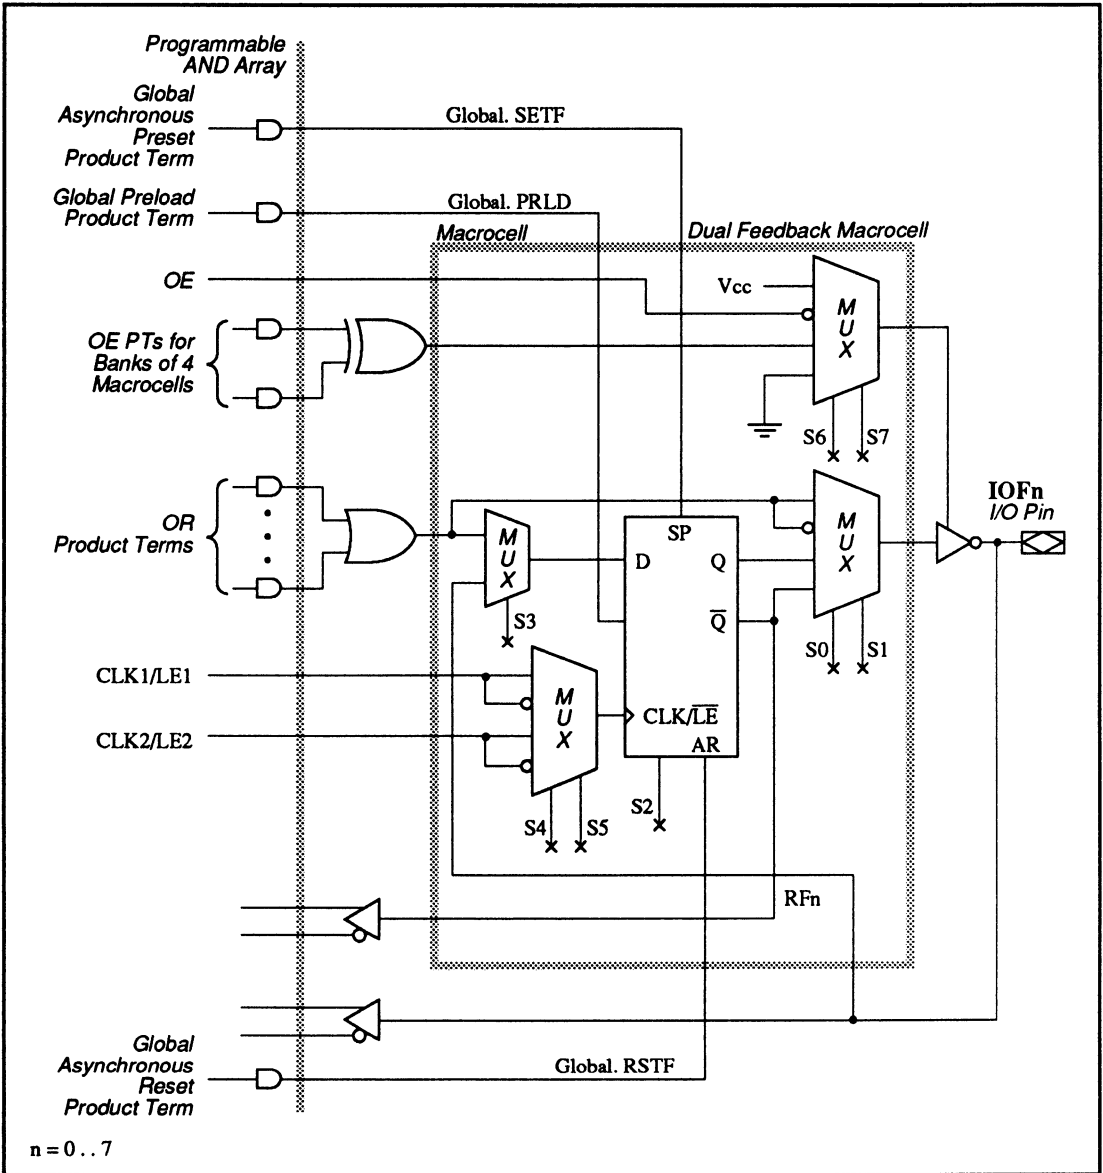 Programmable
AND Array
Global
Asynchronous
Preset
Product Term
Global. SETF
Global Preload
Product Term
Global. PRLD
Macrocell
Dual Feedback Macrocell
OE
Vcc
MUX
OE PTs for
Banks of 4
Macrocells
S6
S7
IOFn
I/O Pin
OR
Product Terms
MUX
SP
MUX
D
Q
Q̅
S3
S0
S1
CLK1/LE1
MUX
CLK/L̅E̅
CLK2/LE2
AR
S2
S4
S5
RFn
Global
Asynchronous
Reset
Product Term
Global. RSTF
n = 0 . . 7